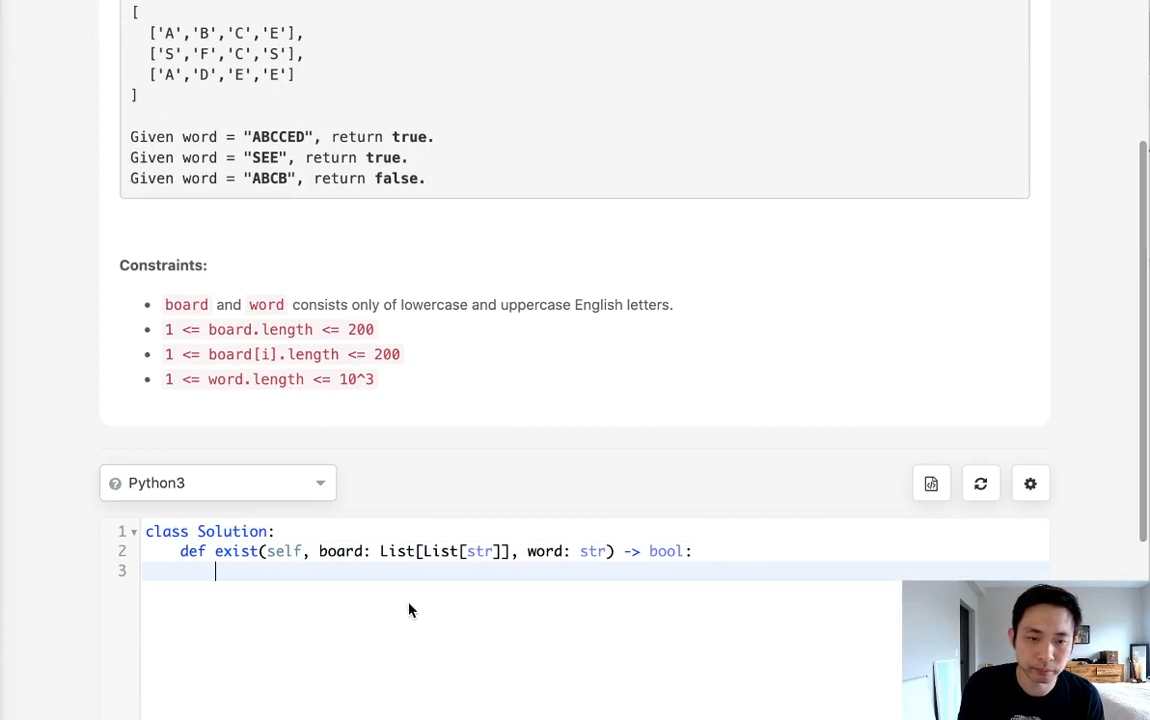 [
['A','B','C','E'],
['S','F','C','S'],
['A','D','E','E']
]
Given word = "ABCCED", return true.
Given word = "SEE", return true.
Given word = "ABCB", return false.
Constraints:
• board and word consists only of lowercase and uppercase English letters.
• 1 <= board.length <= 200
• 1 <= board[i].length <= 200
• 1 <= word.length <= 10^3
Python3
1 class Solution:
2 def exist(self, board: List[List[str]], word: str) -> bool:
3